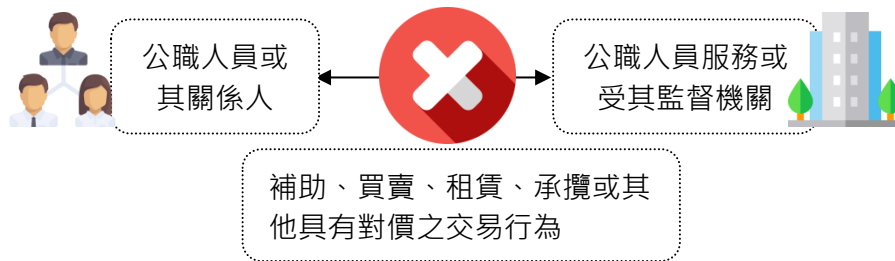 公職人員或
其關係人
公職人員服務或
受其監督機關
補助、買賣、租賃、承攬或其
他具有對價之交易行為